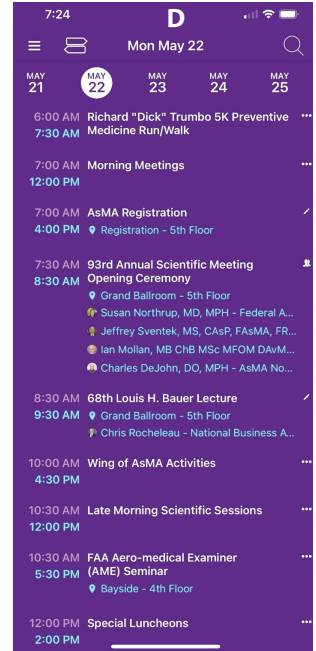 7:24
D
Mon May 22
MAY MAY MAY MAY MAY
21 22 23 24 25
6:00 AM Richard "Dick" Trumbo 5K Preventive
7:30 AM Medicine Run/Walk
7:00 AM Morning Meetings
12:00 PM
7:00 AM AsMA Registration
4:00 PM Registration - 5th Floor
7:30 AM 93rd Annual Scientific Meeting
8:30 AM Opening Ceremony
Grand Ballroom - 5th Floor
Susan Northrup, MD, MPH - Federal A...
Jeffrey Sventek, MS, CAsP, FAsMA, FR...
Ian Mollan, MB ChB MSc MFOM DAvM...
Charles DeJohn, DO, MPH - AsMA No...
8:30 AM 68th Louis H. Bauer Lecture
9:30 AM Grand Ballroom - 5th Floor
Chris Rocheleau - National Business A...
10:00 AM Wing of AsMA Activities
4:30 PM
10:30 AM Late Morning Scientific Sessions
12:00 PM
10:30 AM FAA Aero-medical Examiner
5:30 PM (AME) Seminar
Bayside - 4th Floor
12:00 PM Special Luncheons
2:00 PM